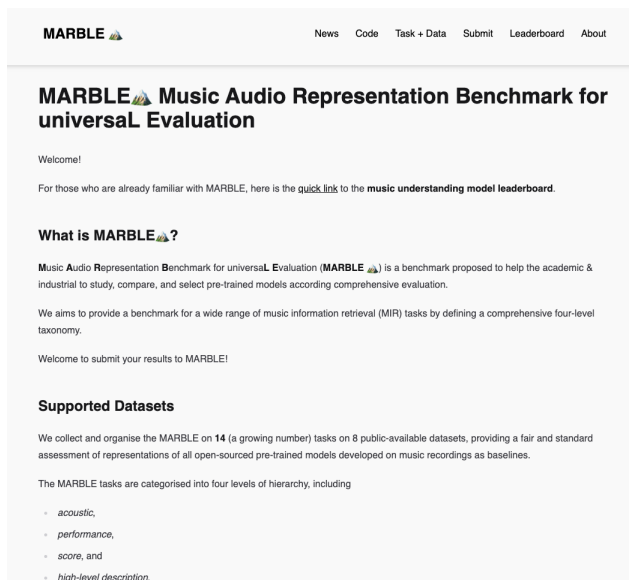 MARBLE⛰️
News Code Task + Data Submit Leaderboard About
MARBLE⛰️ Music Audio Representation Benchmark for
universaL Evaluation
Welcome!
For those who are already familiar with MARBLE, here is the quick link to the music understanding model leaderboard.
What is MARBLE⛰️?
Music Audio Representation Benchmark for universaL Evaluation (MARBLE ⛰️) is a benchmark proposed to help the academic &
industrial to study, compare, and select pre-trained models according comprehensive evaluation.
We aims to provide a benchmark for a wide range of music information retrieval (MIR) tasks by defining a comprehensive four-level
taxonomy.
Welcome to submit your results to MARBLE!
Supported Datasets
We collect and organise the MARBLE on 14 (a growing number) tasks on 8 public-available datasets, providing a fair and standard
assessment of representations of all open-sourced pre-trained models developed on music recordings as baselines.
The MARBLE tasks are categorised into four levels of hierarchy, including
acoustic,
performance,
score, and
high-level description.